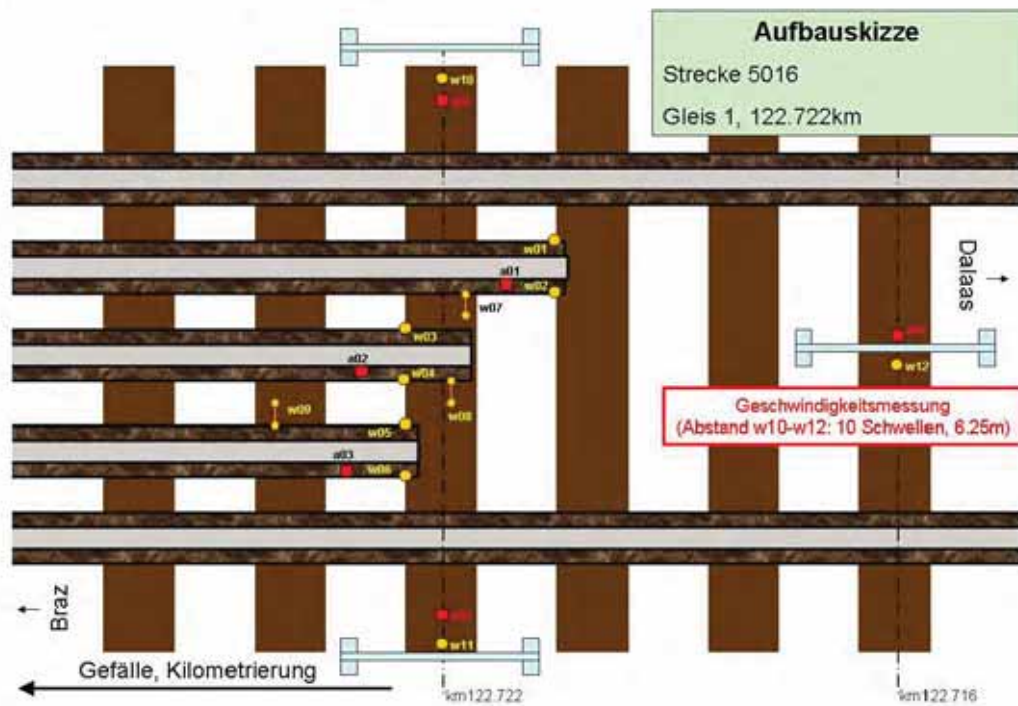 Aufbauskizze
Strecke 5016
Gleis 1, 122.722km
w10
w01
a01
w02
w07
w03
a02
w04
w09
w08
w05
a03
w06
w12
Dalaas →
Geschwindigkeitsmessung
(Abstand w10-w12: 10 Schwellen, 6.25m)
← Braz
w11
Gefälle, Kilometrierung
km122.722
km122.716